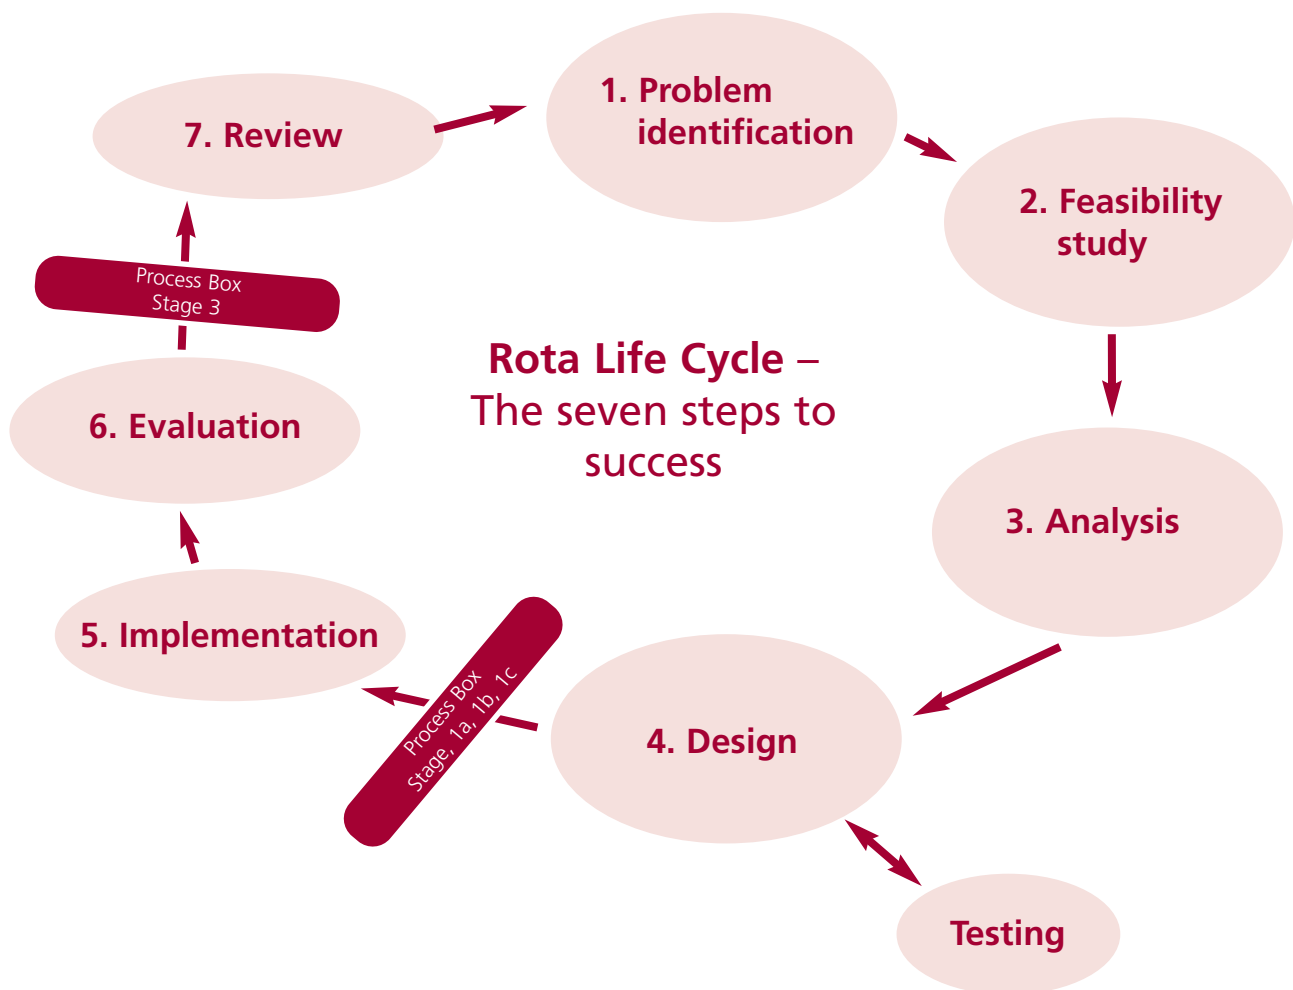 Rota Life Cycle –
The seven steps to
success
1. Problem
identification
2. Feasibility
study
3. Analysis
4. Design
Testing
Process Box
Stage, 1a, 1b, 1c
5. Implementation
6. Evaluation
Process Box
Stage 3
7. Review